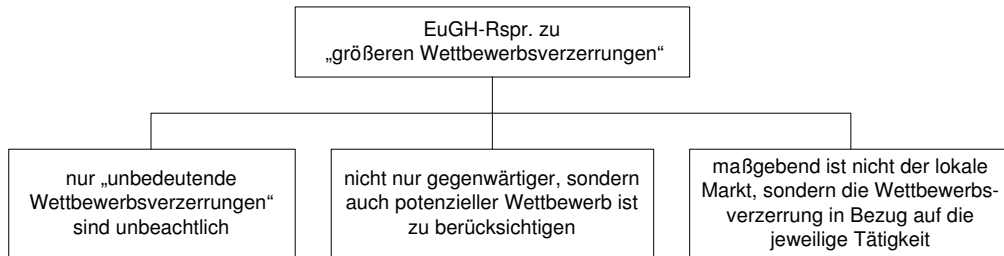 EuGH-Rspr. zu
„größeren Wettbewerbsverzerrungen“
nur „unbedeutende
Wettbewerbsverzerrungen“
sind unbeachtlich
nicht nur gegenwärtiger, sondern
auch potenzieller Wettbewerb ist
zu berücksichtigen
maßgebend ist nicht der lokale
Markt, sondern die Wettbewerbs-
verzerrung in Bezug auf die
jeweilige Tätigkeit